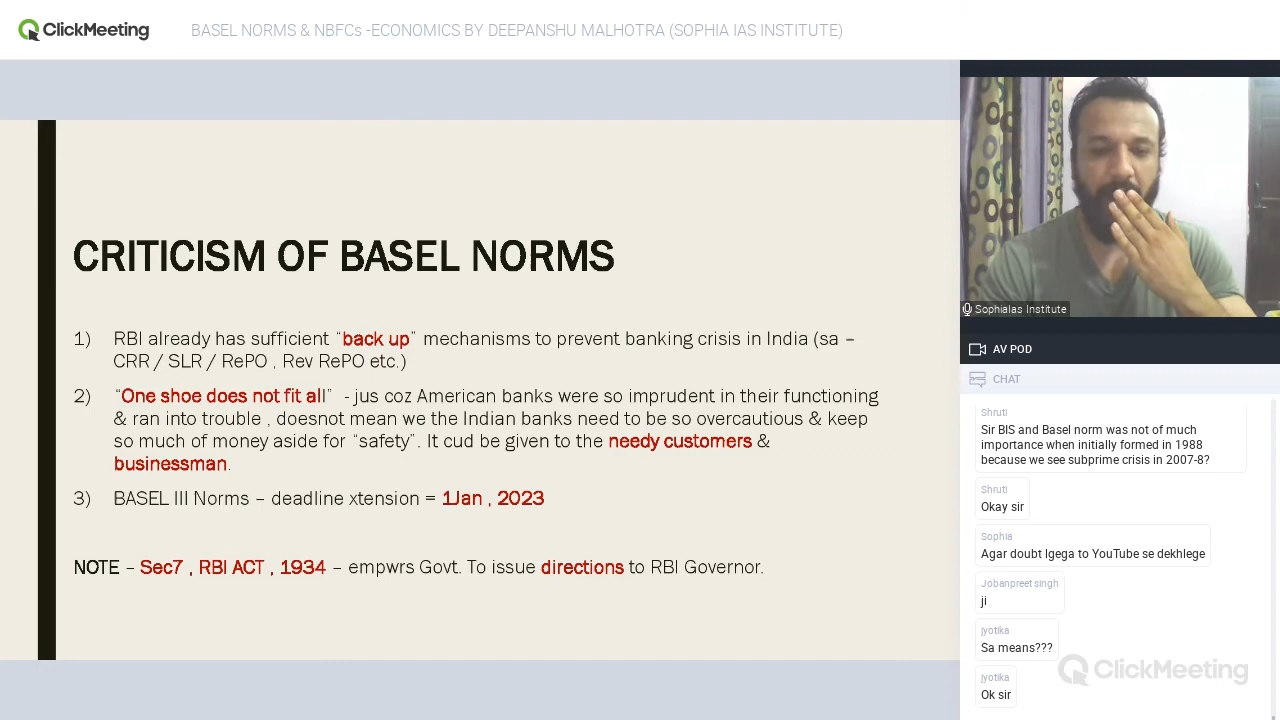 ClickMeeting
BASEL NORMS & NBFCs -ECONOMICS BY DEEPANSHU MALHOTRA (SOPHIA IAS INSTITUTE)
CRITICISM OF BASEL NORMS
1) RBI already has sufficient “back up” mechanisms to prevent banking crisis in India (sa –
CRR / SLR / RePO , Rev RePO etc.)
2) “One shoe does not fit all” - jus coz American banks were so imprudent in their functioning
& ran into trouble , doesnot mean we the Indian banks need to be so overcautious & keep
so much of money aside for “safety”. It cud be given to the needy customers &
businessman.
3) BASEL III Norms – deadline xtension = 1Jan , 2023
NOTE – Sec7 , RBI ACT , 1934 – empwrs Govt. To issue directions to RBI Governor.
SophiaIas Institute
AV POD
CHAT
Shruti
Sir BIS and Basel norm was not of much
importance when initially formed in 1988
because we see subprime crisis in 2007-8?
Shruti
Okay sir
Sophia
Agar doubt lgega to YouTube se dekhlege
Jobanpreet singh
ji
jyotika
Sa means???
jyotika
Ok sir
ClickMeeting